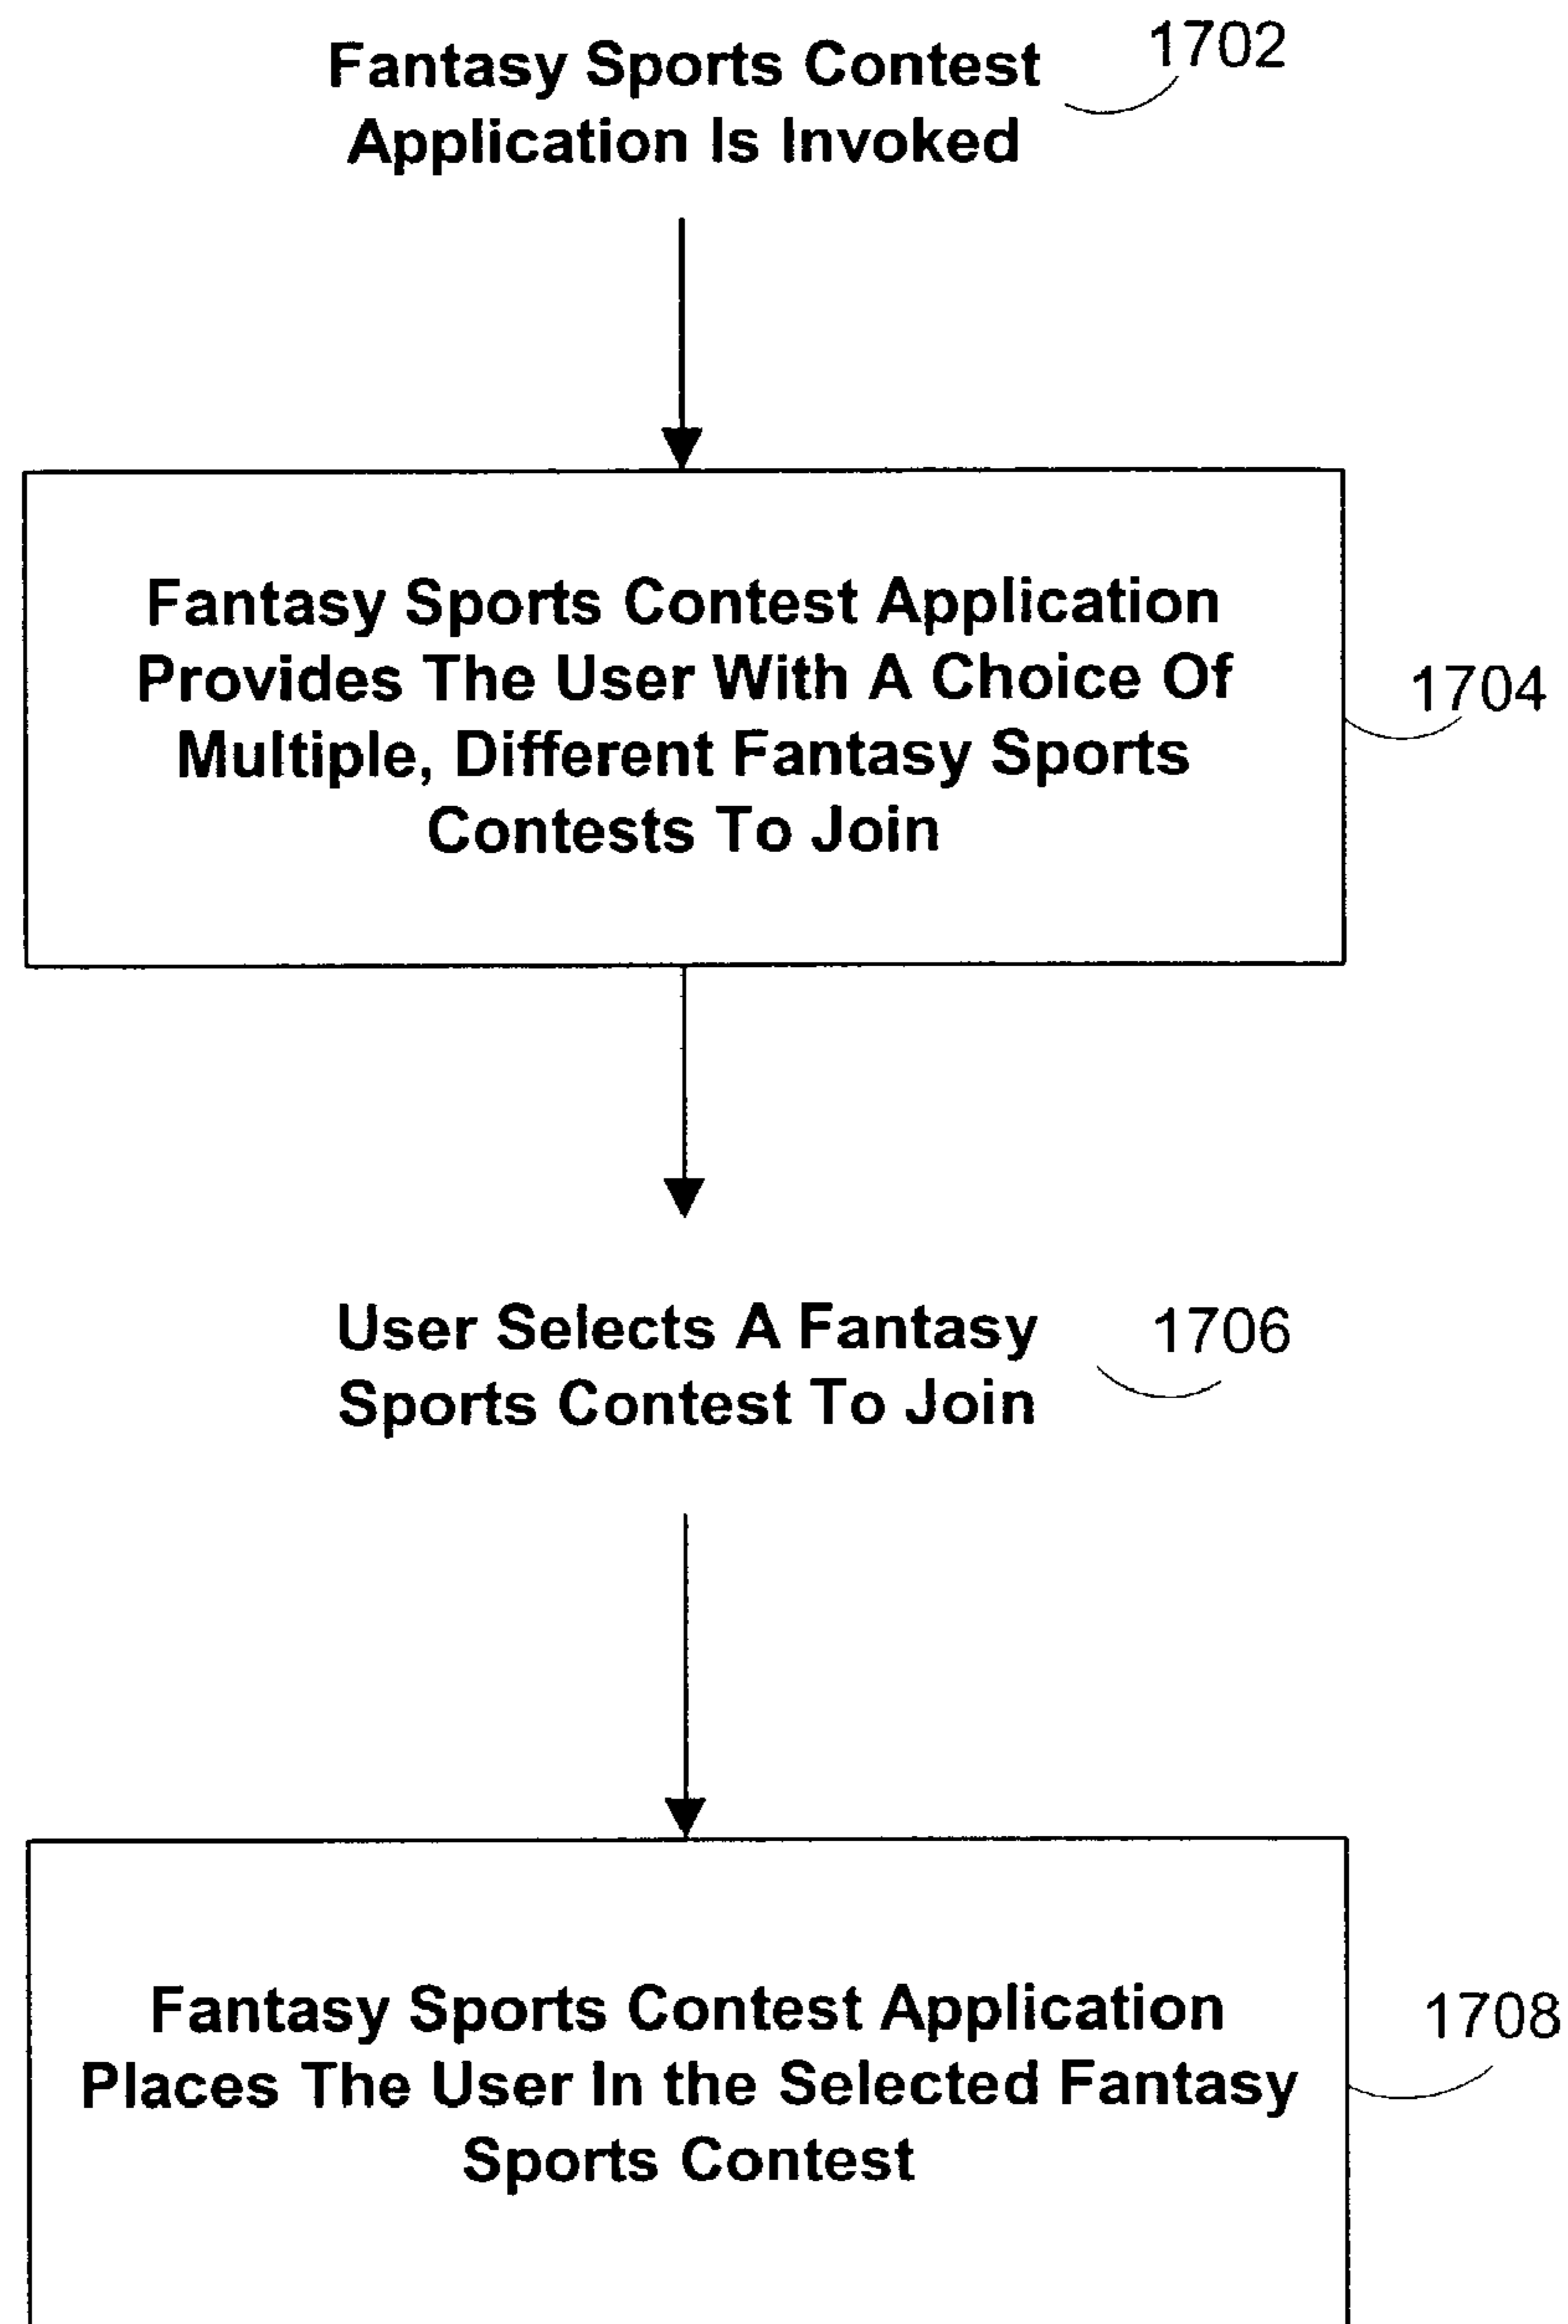 Fantasy Sports Contest
Application Is Invoked
1702
Fantasy Sports Contest Application
Provides The User With A Choice Of
Multiple, Different Fantasy Sports
Contests To Join
1704
User Selects A Fantasy
Sports Contest To Join
1706
Fantasy Sports Contest Application
Places The User In the Selected Fantasy
Sports Contest
1708